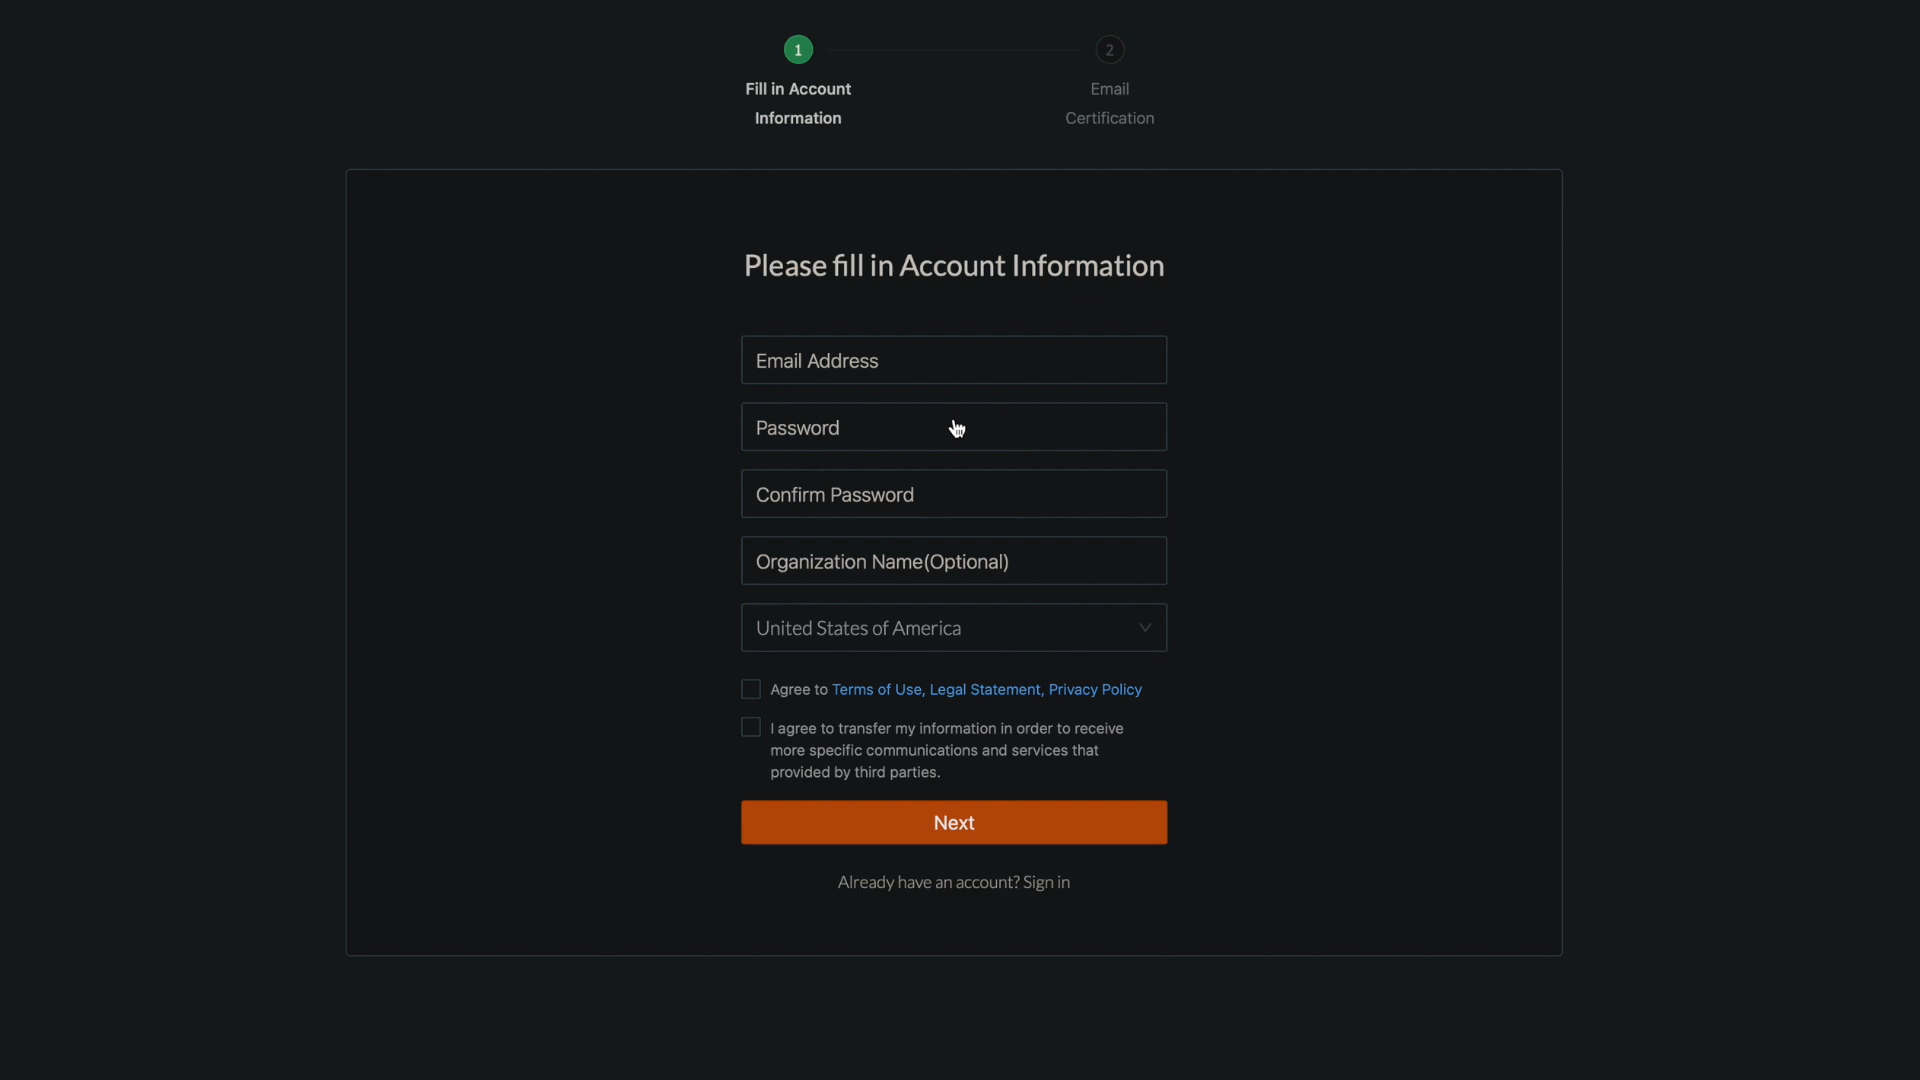 1
2
Fill in Account
Information
Email
Certification
Please fill in Account Information
Email Address
Password
Confirm Password
Organization Name(Optional)
United States of America
Agree to Terms of Use, Legal Statement, Privacy Policy
I agree to transfer my information in order to receive
more specific communications and services that
provided by third parties.
Next
Already have an account? Sign in